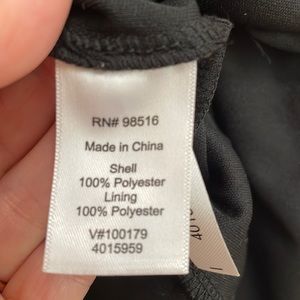 RN# 98516
Made in China
Shell
100% Polyester
Lining
100% Polyester
V#100179
4015959